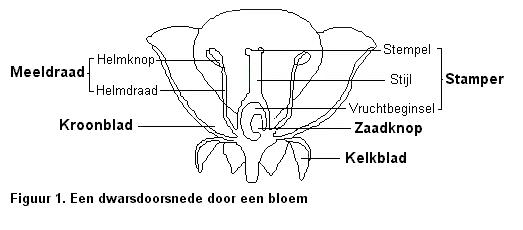 Stempel
Helmknop
Meeldraad
Stijl
Stamper
Helmdraad
Vruchtbeginsel
Kroonblad
Zaadknop
Kelkblad
Figuur 1. Een dwarsdoorsnede door een bloem